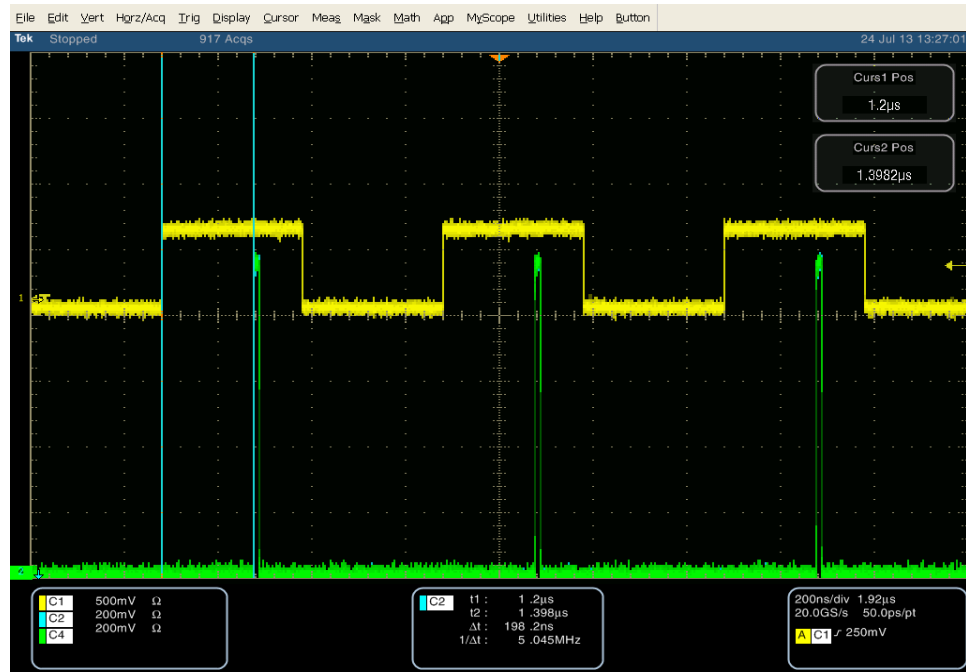 File Edit Vert Horz/Acq Trig Display Cursor Meas Mask Math App MyScope Utilities Help Button
Tek Stopped 917 Acqs 24 Jul 13 13:27:01
Curs1 Pos
1.2µs
Curs2 Pos
1.3982µs
1
4
C1 500mV Ω
C2 200mV Ω
C4 200mV Ω
C2 t1 : 1 .2µs
t2 : 1 .398µs
Δt : 198 .2ns
1/Δt : 5 .045MHz
200ns/div 1.92µs
20.0GS/s 50.0ps/pt
A C1 ƒ 250mV